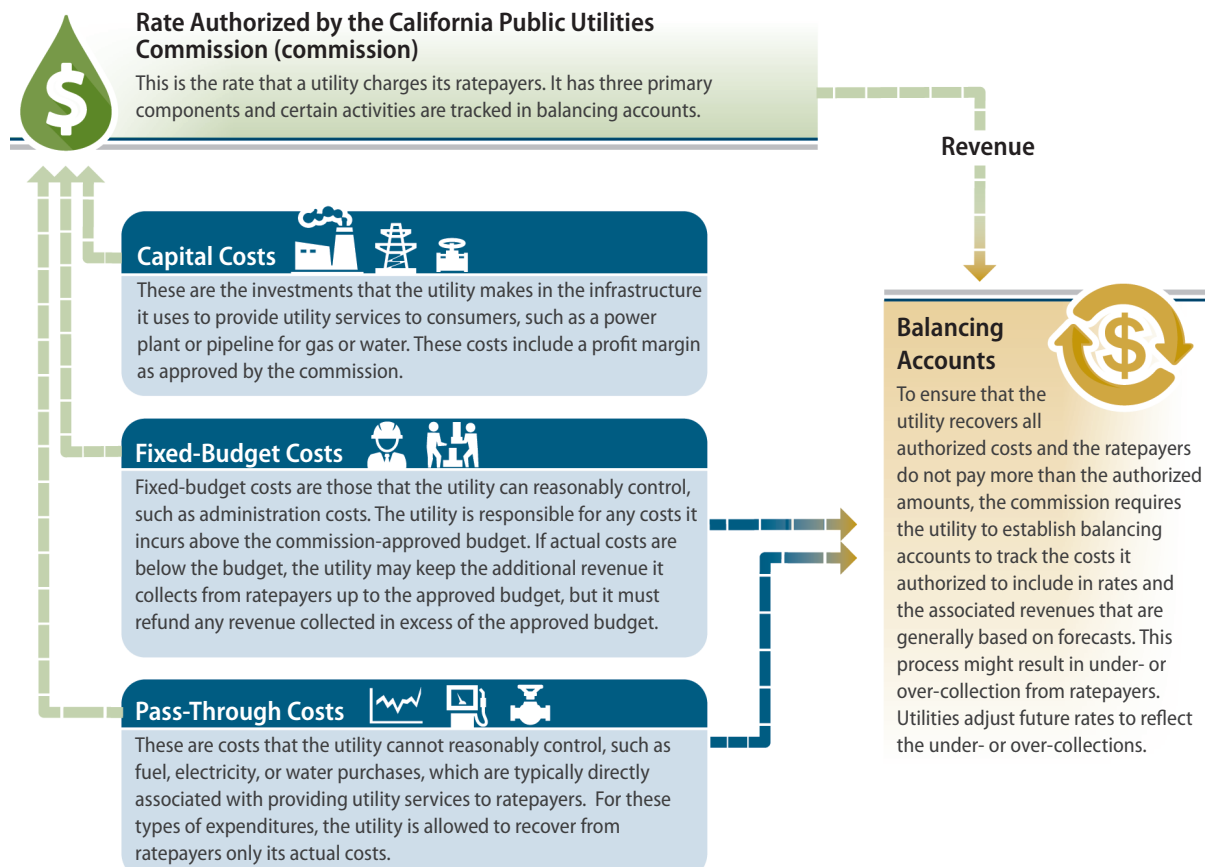 Rate Authorized by the California Public Utilities
Commission (commission)
This is the rate that a utility charges its ratepayers. It has three primary
components and certain activities are tracked in balancing accounts.
Revenue
Capital Costs
These are the investments that the utility makes in the infrastructure
it uses to provide utility services to consumers, such as a power
plant or pipeline for gas or water. These costs include a profit margin
as approved by the commission.
Fixed-Budget Costs
Fixed-budget costs are those that the utility can reasonably control,
such as administration costs. The utility is responsible for any costs it
incurs above the commission-approved budget. If actual costs are
below the budget, the utility may keep the additional revenue it
collects from ratepayers up to the approved budget, but it must
refund any revenue collected in excess of the approved budget.
Pass-Through Costs
These are costs that the utility cannot reasonably control, such as
fuel, electricity, or water purchases, which are typically directly
associated with providing utility services to ratepayers. For these
types of expenditures, the utility is allowed to recover from
ratepayers only its actual costs.
Balancing
Accounts
To ensure that the
utility recovers all
authorized costs and the ratepayers
do not pay more than the authorized
amounts, the commission requires
the utility to establish balancing
accounts to track the costs it
authorized to include in rates and
the associated revenues that are
generally based on forecasts. This
process might result in under- or
over-collection from ratepayers.
Utilities adjust future rates to reflect
the under- or over-collections.
$
$